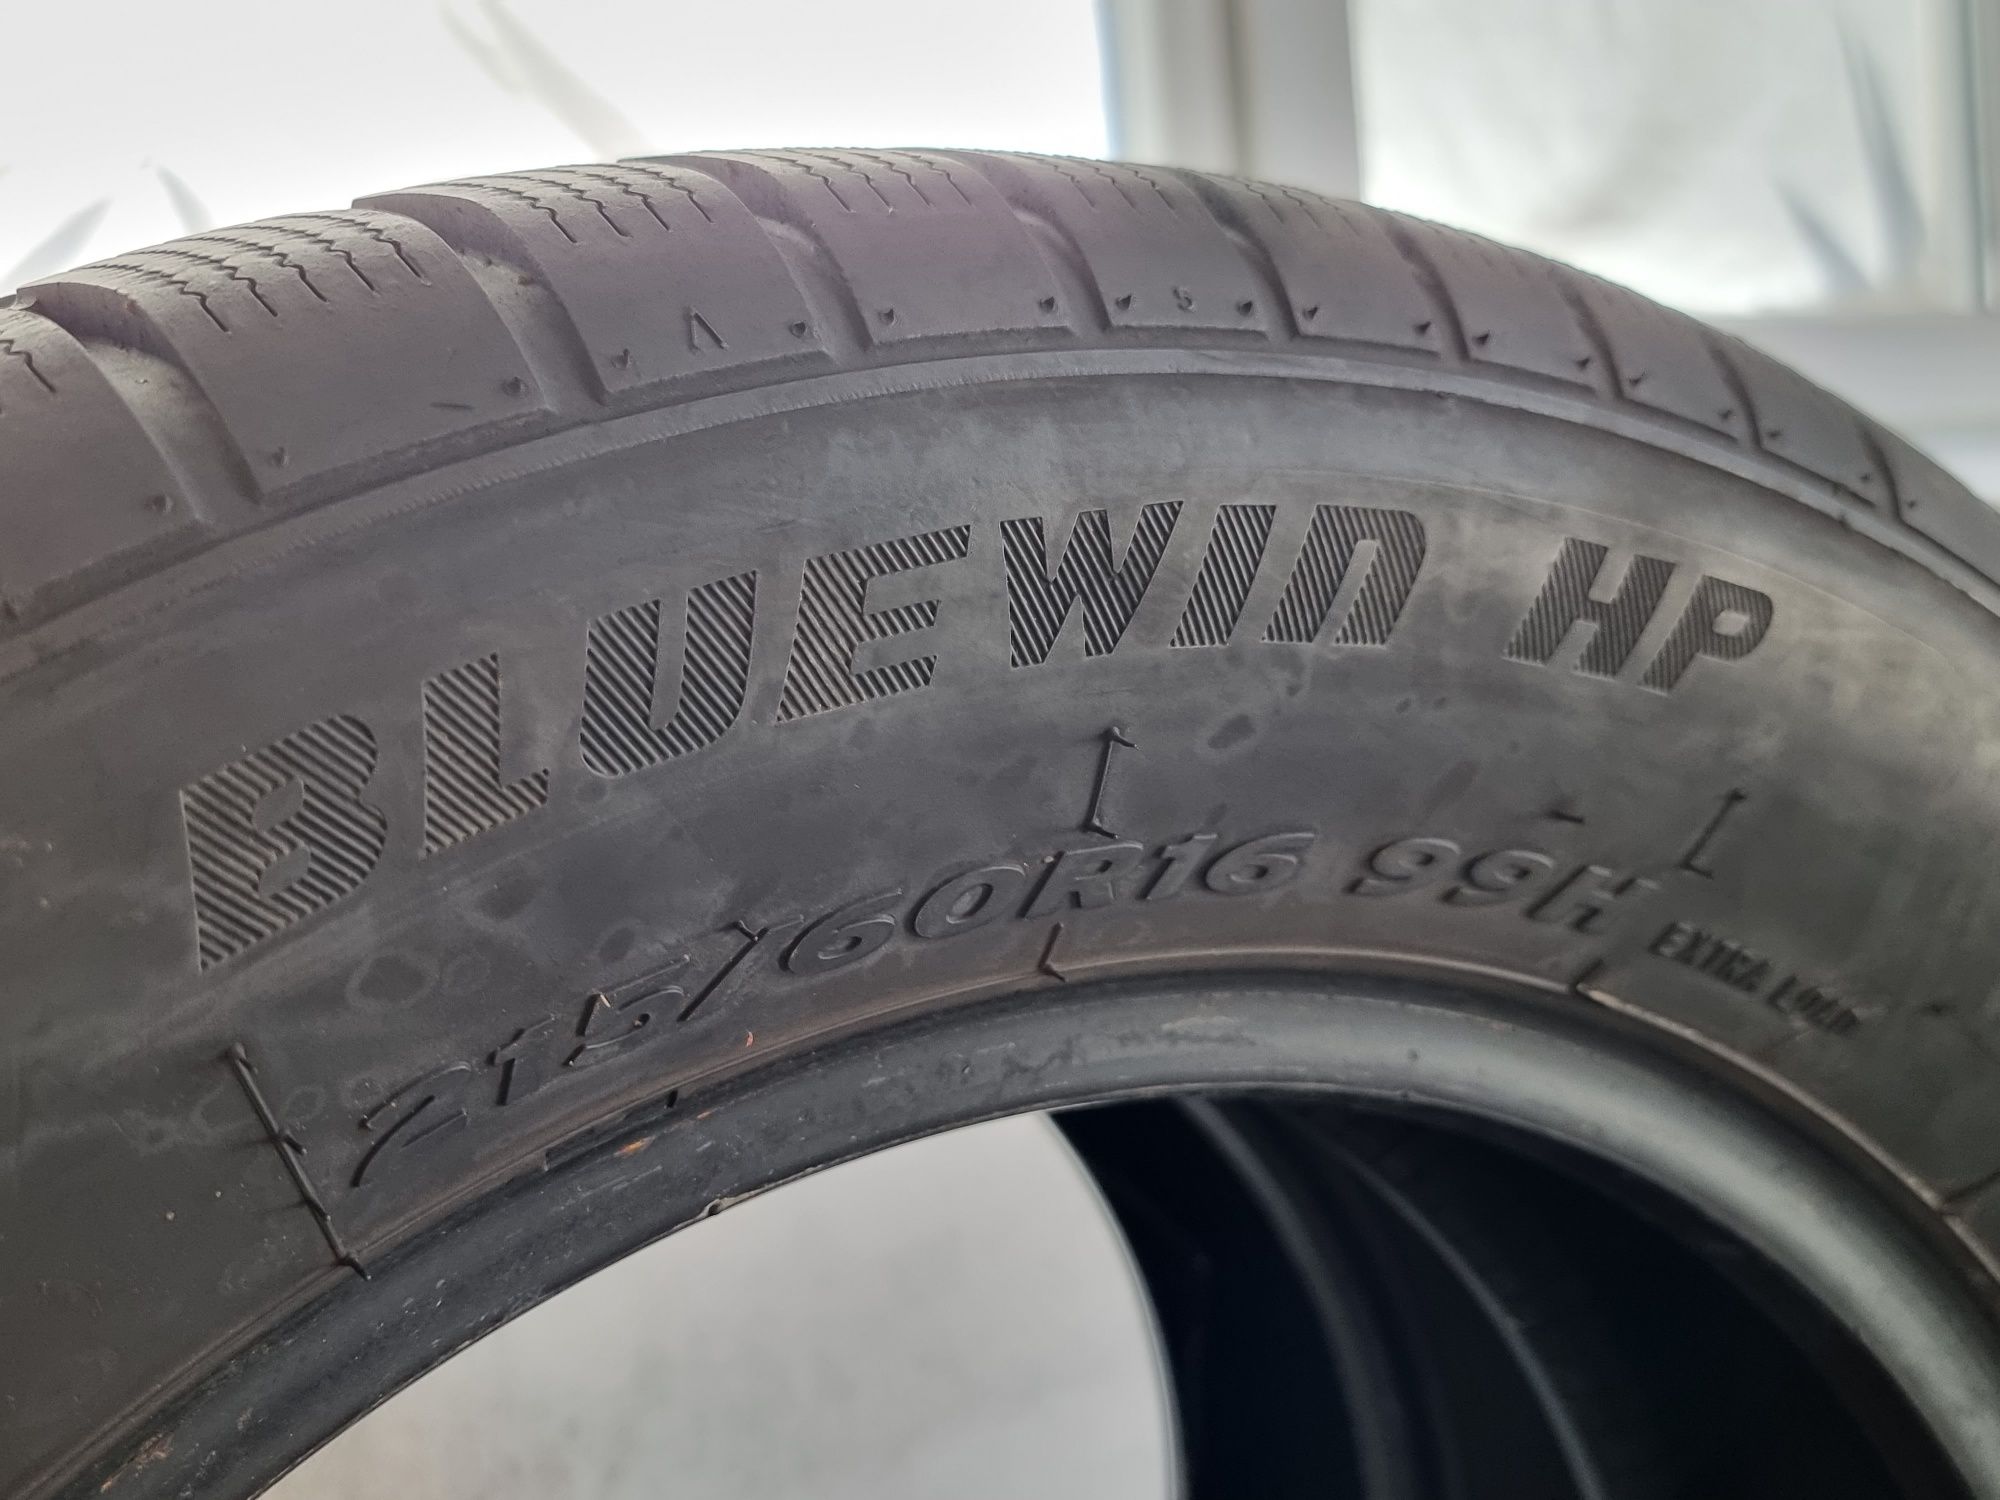 BLUEWIN HP
215/60R16 99H
EXTRA LOAD